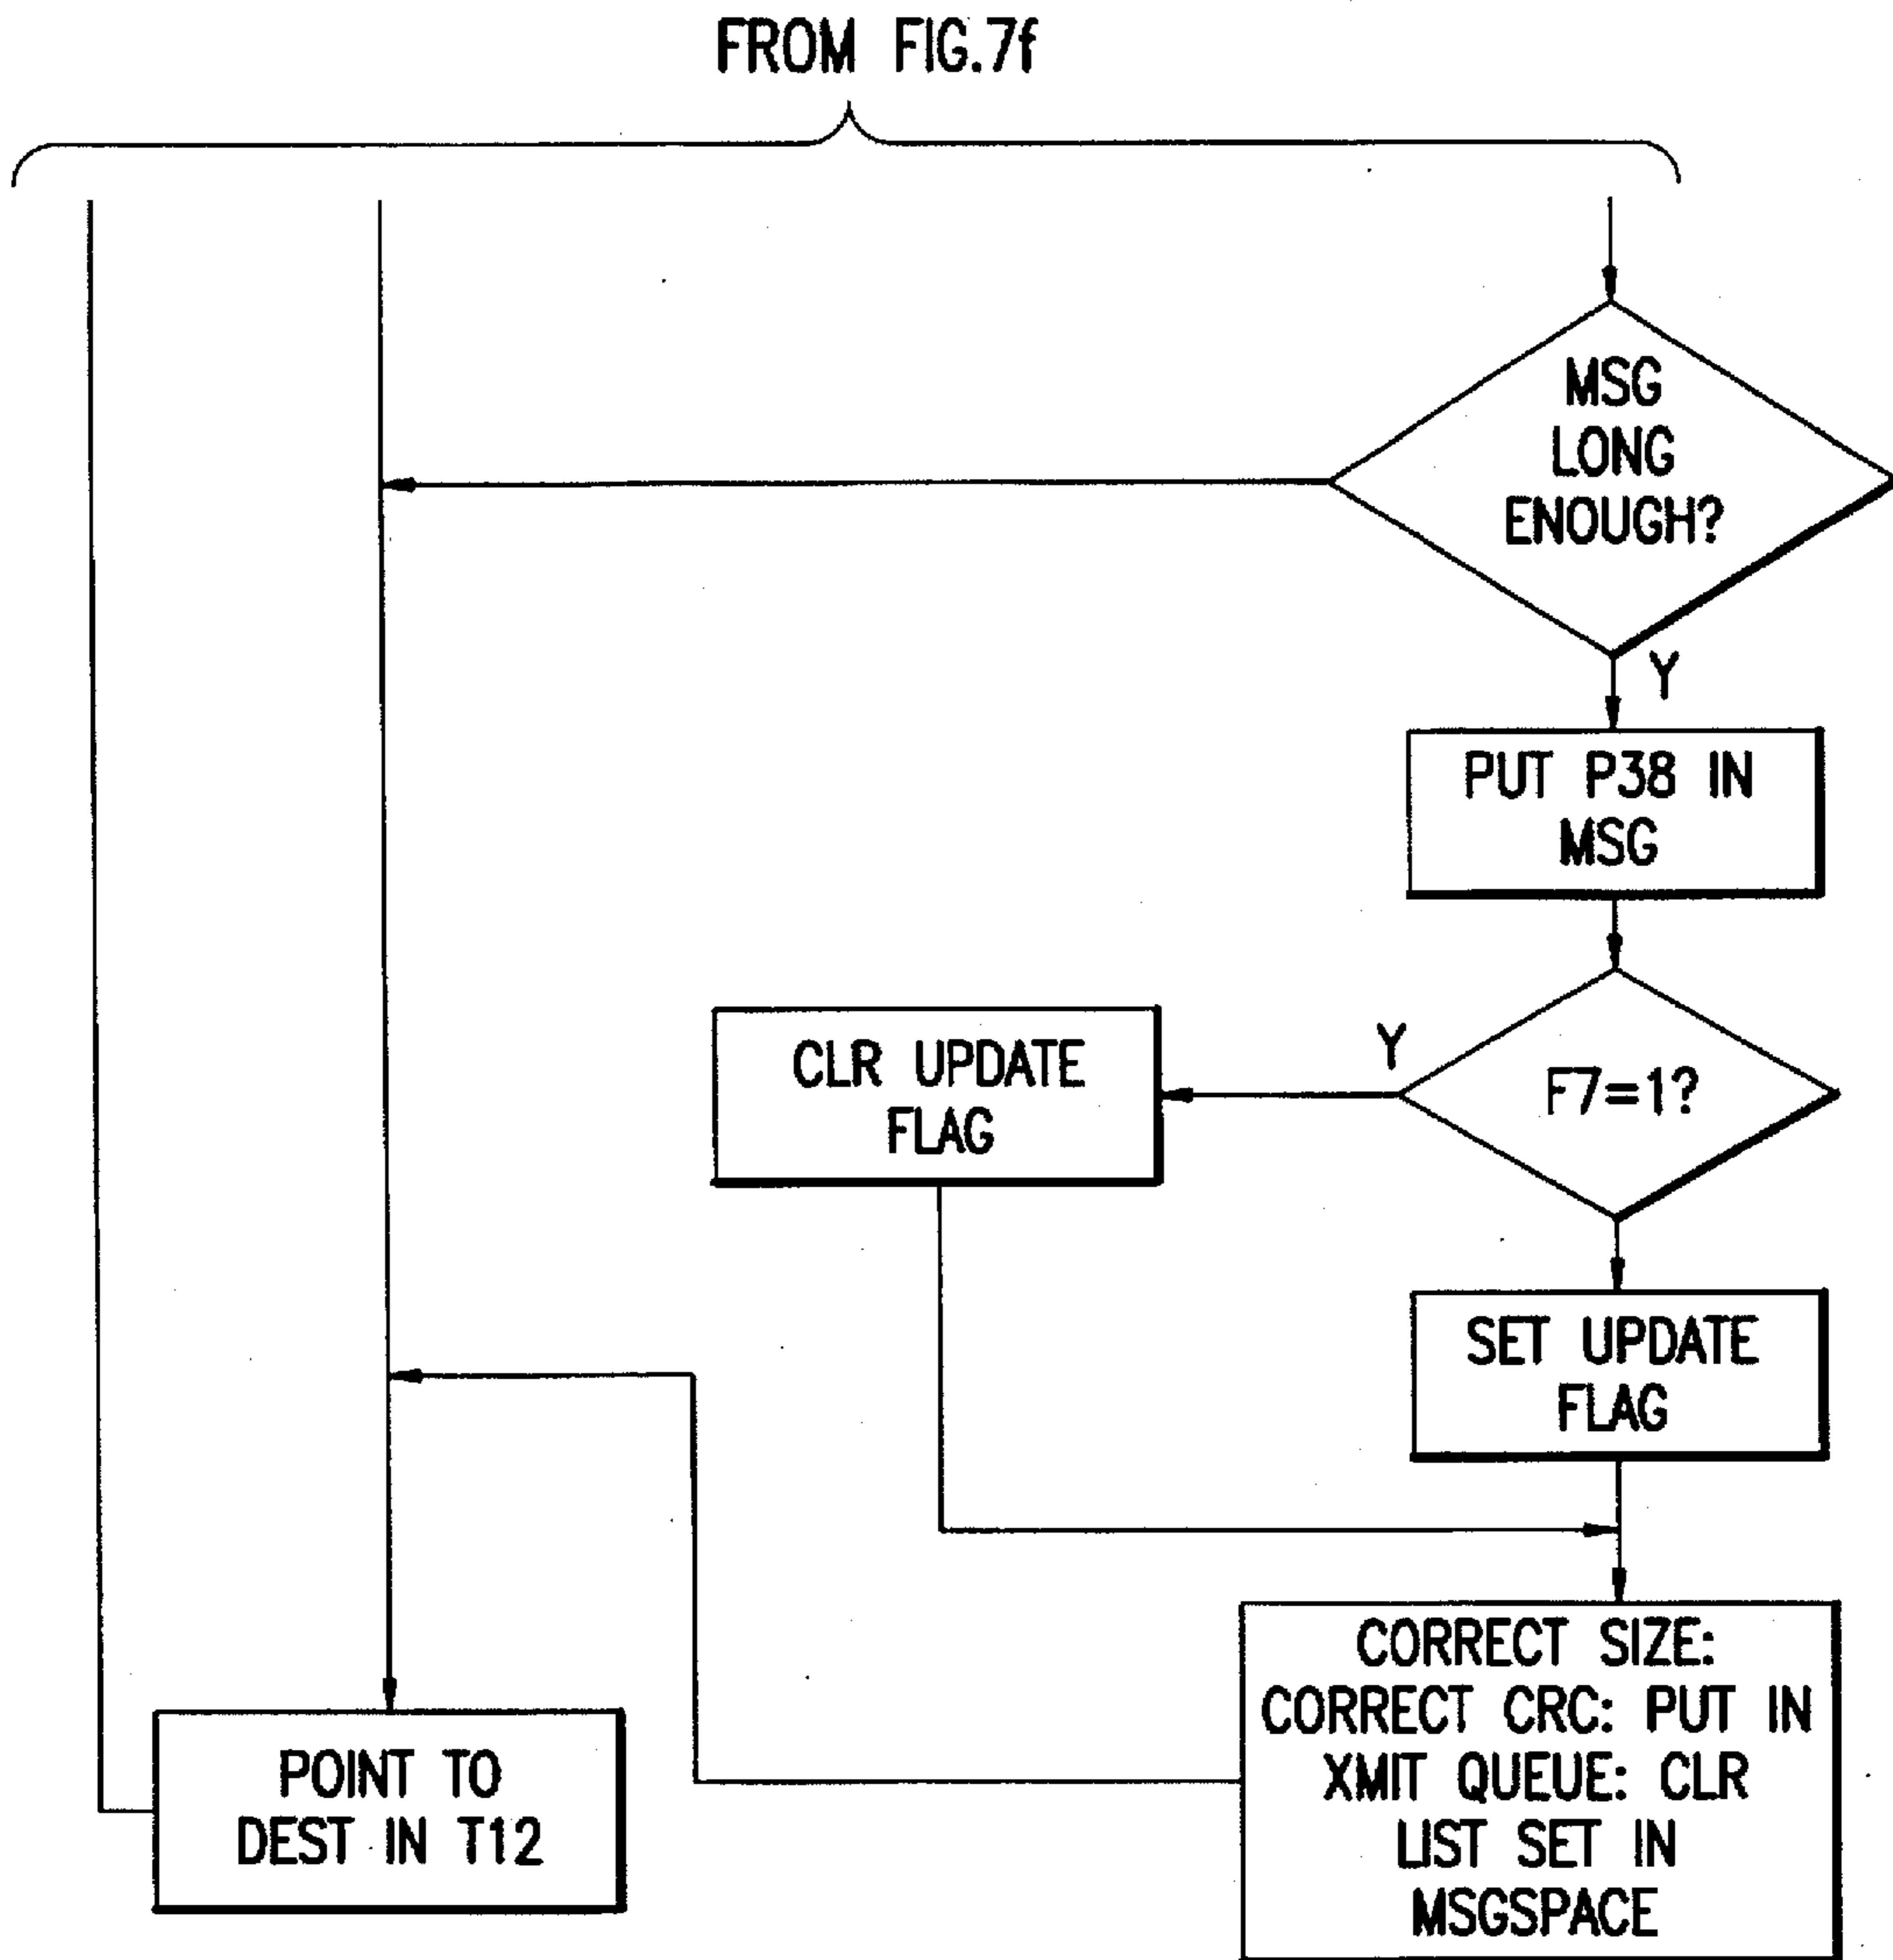 FROM FIG.7f
MSG
LONG
ENOUGH?
Y
PUT P38 IN
MSG
F7=1?
Y
CLR UPDATE
FLAG
SET UPDATE
FLAG
CORRECT SIZE:
CORRECT CRC: PUT IN
XMIT QUEUE: CLR
LIST SET IN
MSGSPACE
POINT TO
DEST IN T12